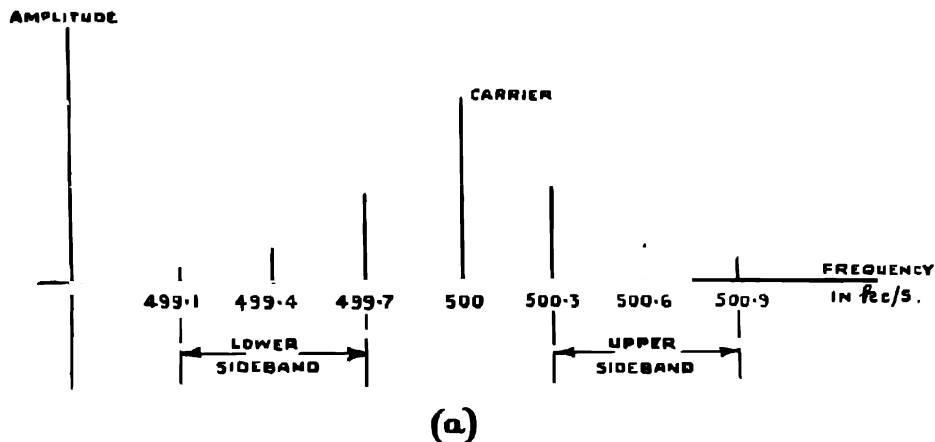 AMPLITUDE
CARRIER
FREQUENCY
IN kc/s.
499·1 499·4 499·7 500 500·3 500·6 500·9
LOWER
SIDEBAND
UPPER
SIDEBAND
(a)